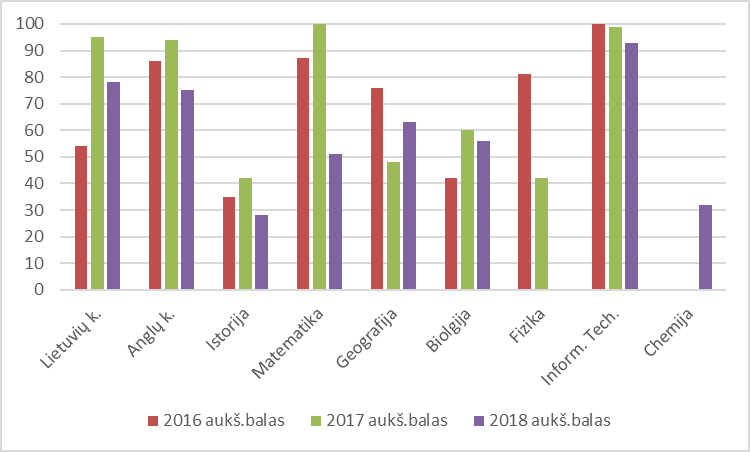 100
90
80
70
60
50
40
30
20
10
0
Lietuvių k.
Anglų k.
Istorija
Matematika
Geografija
Biolgija
Fizika
Inform. Tech.
Chemija
2016 aukš.balas 2017 aukš.balas 2018 aukš.balas